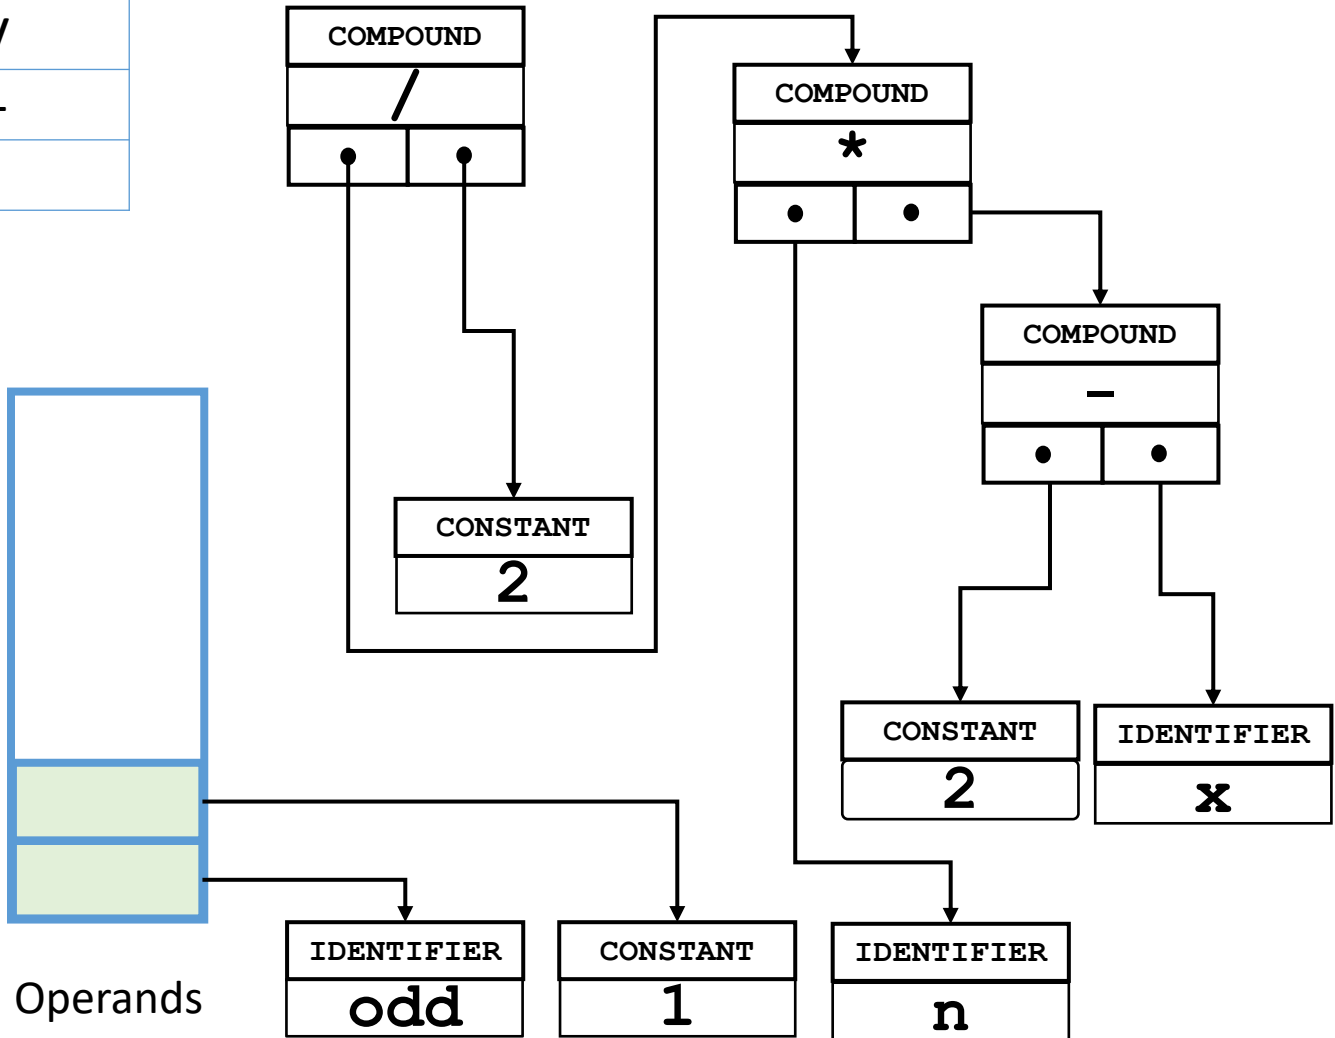 /
COMPOUND
/
COMPOUND
*
COMPOUND
-
CONSTANT
2
CONSTANT
2
IDENTIFIER
x
IDENTIFIER
odd
CONSTANT
1
IDENTIFIER
n
Operands